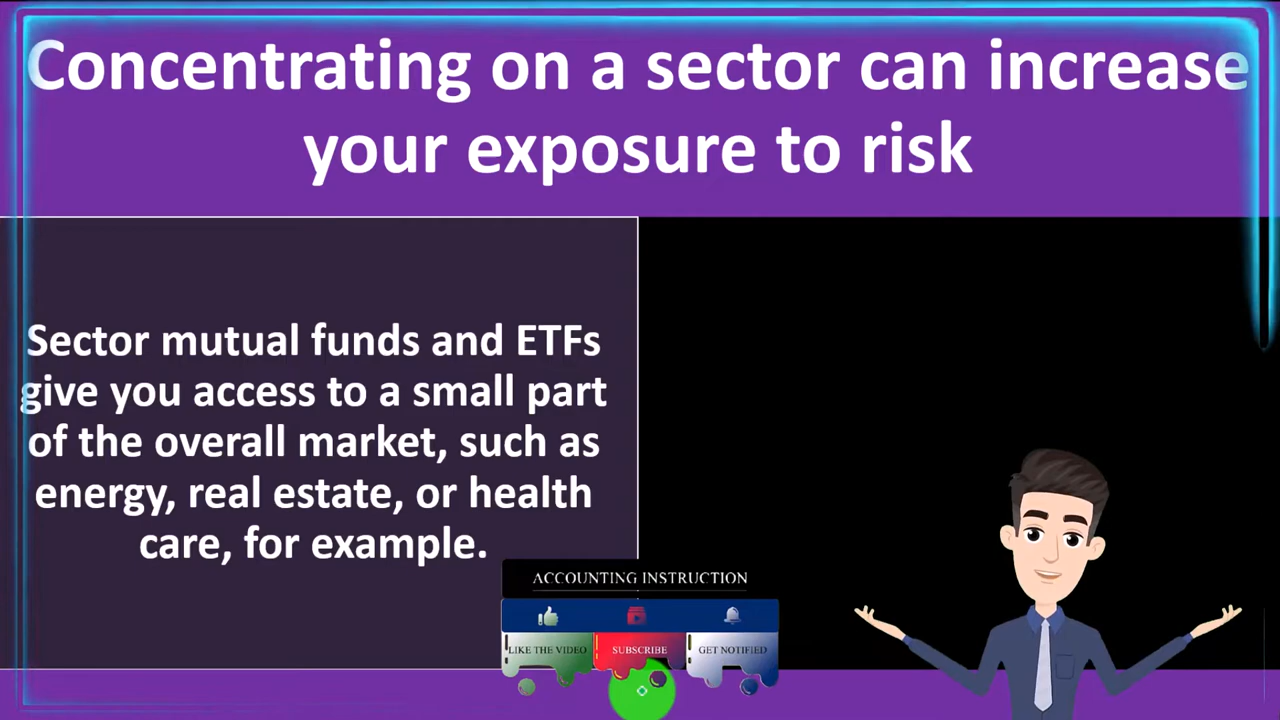 Concentrating on a sector can increase
your exposure to risk
Sector mutual funds and ETFs
give you access to a small part
of the overall market, such as
energy, real estate, or health
care, for example.
ACCOUNTING INSTRUCTION
LIKE THE VIDEO
SUBSCRIBE
GET NOTIFIED